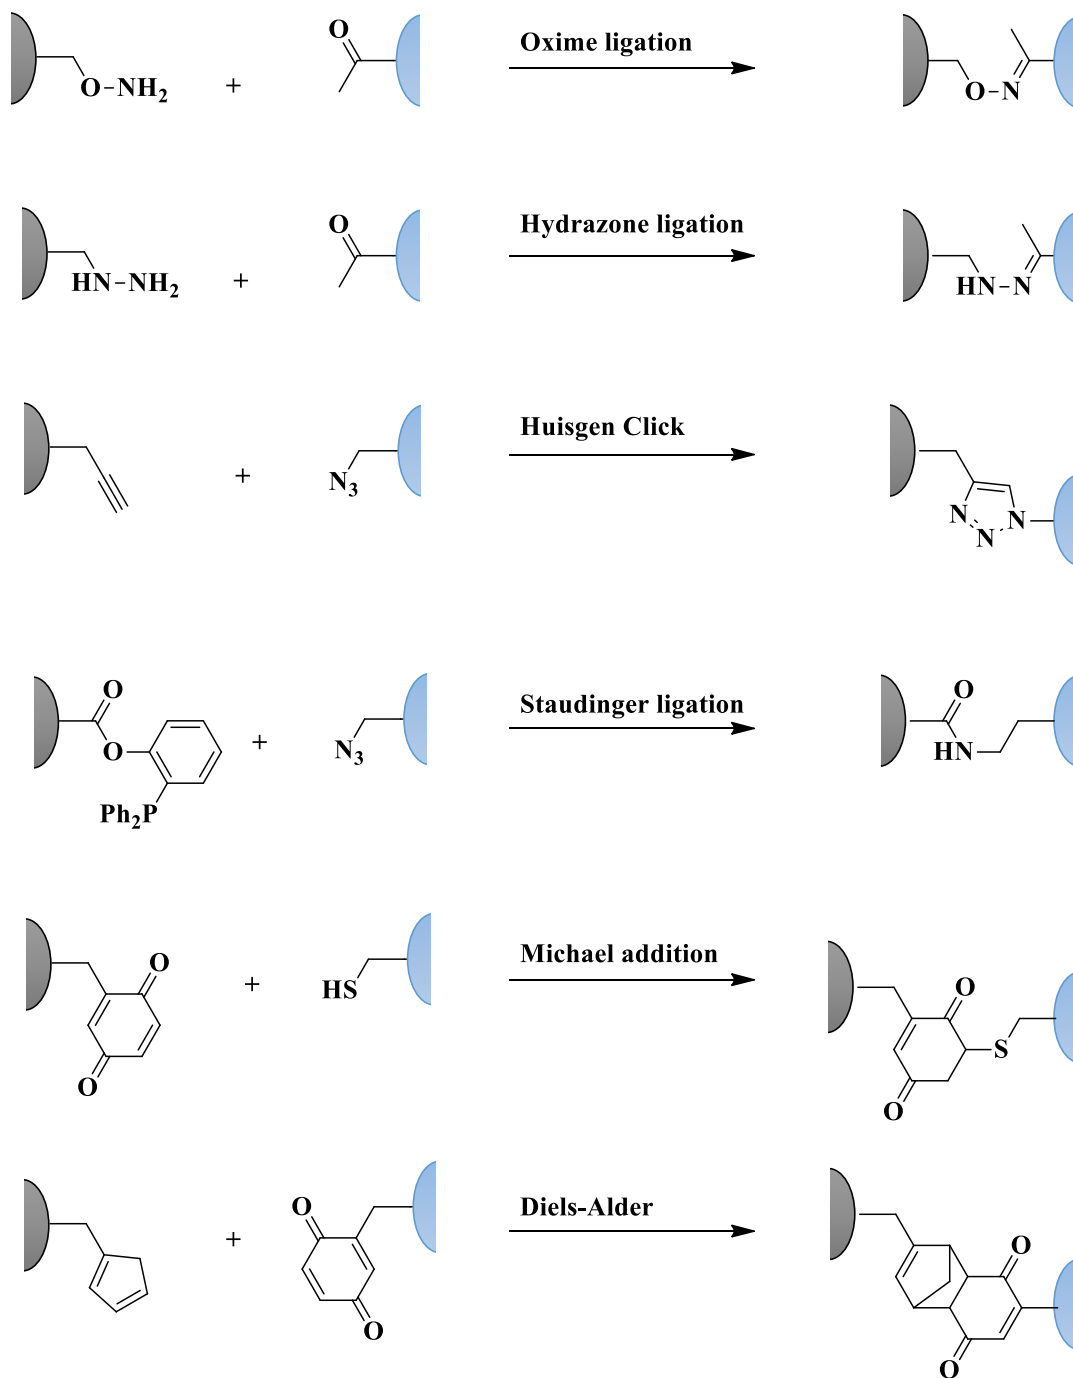 O Oxime ligation
O-NH₂ + O-N
O Hydrazone ligation
HN-NH₂ + HN-N
Huisgen Click
+ N₃ N N N
O Staudinger ligation O
O + N₃ HN
Ph₂P
O Michael addition O
+ HS S
O O
O Diels-Alder O
+ O O